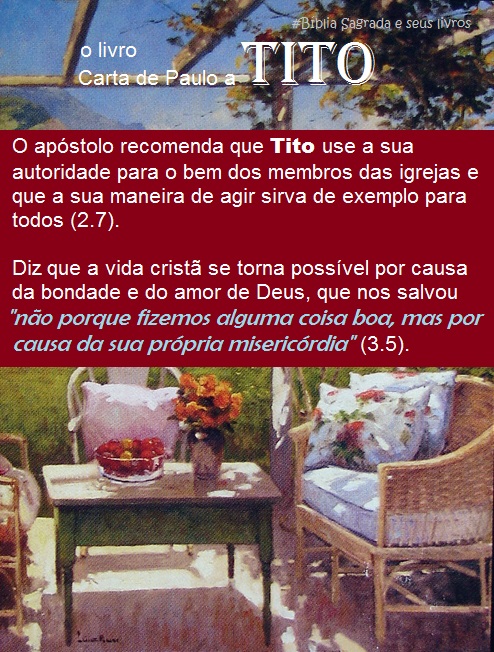 #Bíblia Sagrada e seus livros
o livro
Carta de Paulo a TITO
O apóstolo recomenda que Tito use a sua
autoridade para o bem dos membros das igrejas e
que a sua maneira de agir sirva de exemplo para
todos (2.7).
Diz que a vida cristã se torna possível por causa
da bondade e do amor de Deus, que nos salvou
"não porque fizemos alguma coisa boa, mas por
causa da sua própria misericórdia" (3.5).